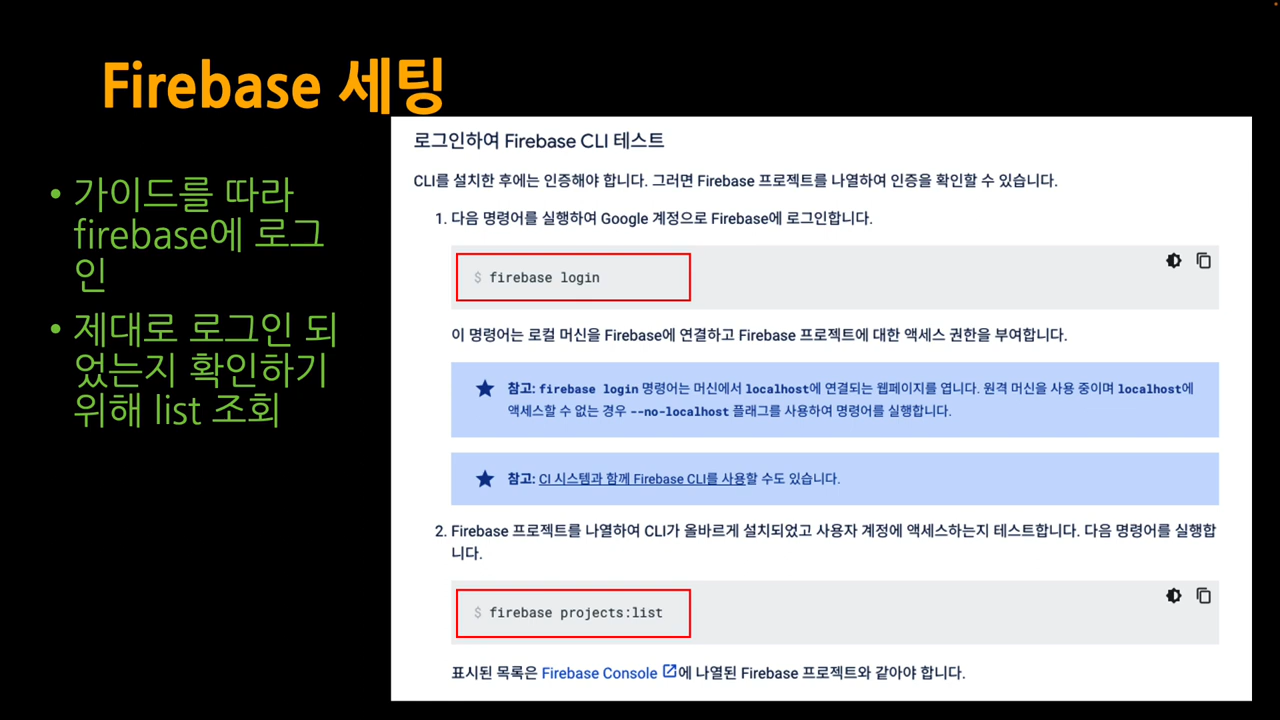 Firebase 세팅
• 가이드를 따라
firebase에 로그
인
• 제대로 로그인 되
었는지 확인하기
위해 list 조회
로그인하여 Firebase CLI 테스트
CLI를 설치한 후에는 인증해야 합니다. 그러면 Firebase 프로젝트를 나열하여 인증을 확인할 수 있습니다.
1. 다음 명령어를 실행하여 Google 계정으로 Firebase에 로그인합니다.
$ firebase login
이 명령어는 로컬 머신을 Firebase에 연결하고 Firebase 프로젝트에 대한 액세스 권한을 부여합니다.
참고: firebase login 명령어는 머신에서 localhost에 연결되는 웹페이지를 엽니다. 원격 머신을 사용 중이며 localhost에
액세스할 수 없는 경우 --no-localhost 플래그를 사용하여 명령어를 실행합니다.
참고: CI 시스템과 함께 Firebase CLI를 사용할 수도 있습니다.
2. Firebase 프로젝트를 나열하여 CLI가 올바르게 설치되었고 사용자 계정에 액세스하는지 테스트합니다. 다음 명령어를 실행합
니다.
$ firebase projects:list
표시된 목록은 Firebase Console 에 나열된 Firebase 프로젝트와 같아야 합니다.